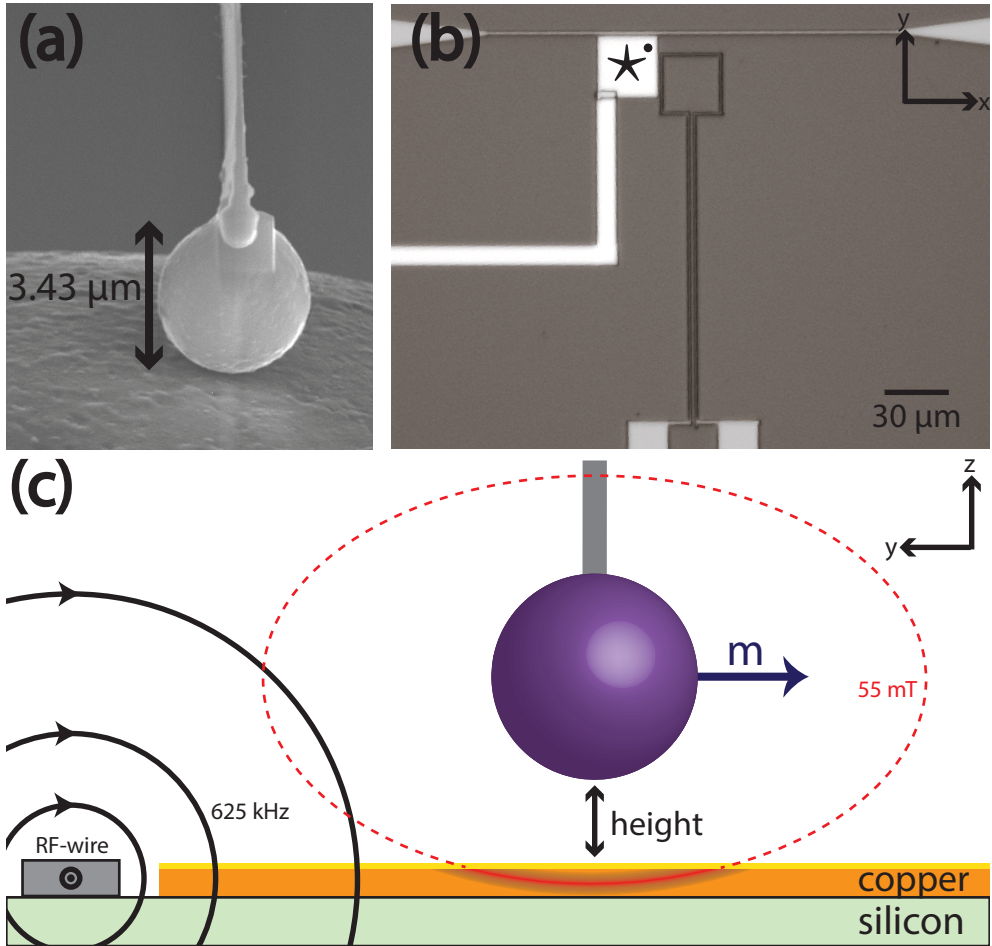 (a)
3.43 μm
(b)
y
x
30 μm
(c)
z
y
m
55 mT
625 kHz
height
RF-wire
copper
silicon